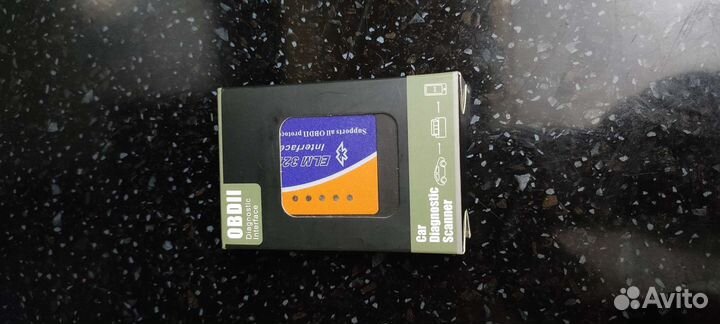 OBDII
Diagnostic
Interface
Supports all OBDII protoc
Interface
ELM 32
Car
Diagnostic
Scanner
Avito